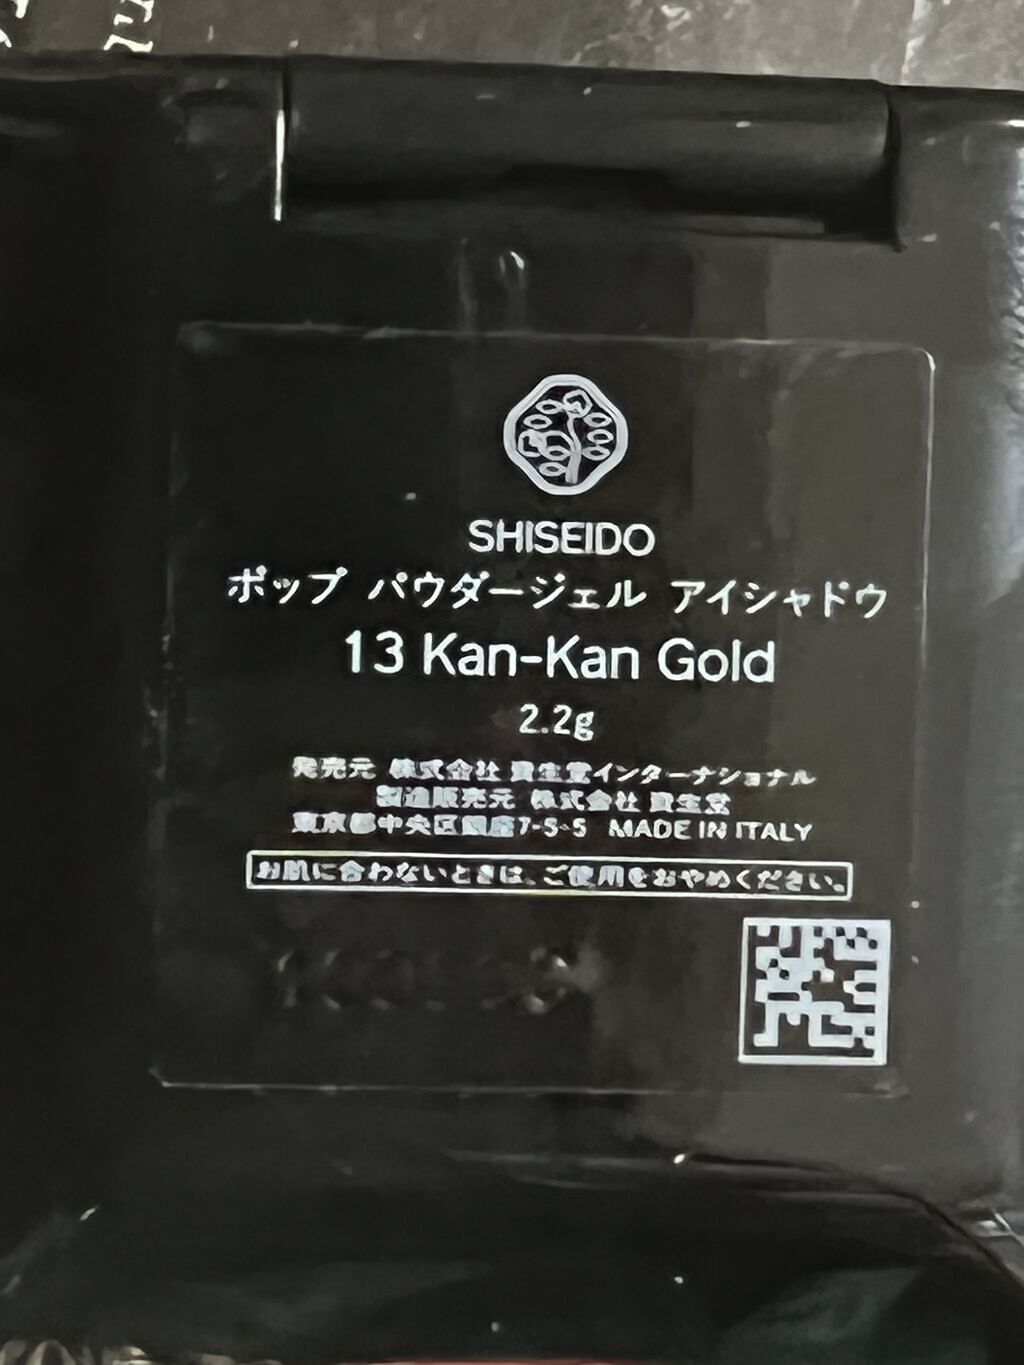 SHISEIDO
ポップ パウダージェル アイシャドウ
13 Kan-Kan Gold
2.2g
発売元 株式会社 資生堂インターナショナル
製造販売元 株式会社 資生堂
東京都中央区銀座7-5-5 MADE IN ITALY
お肌に合わないときは、ご使用をおやめください。